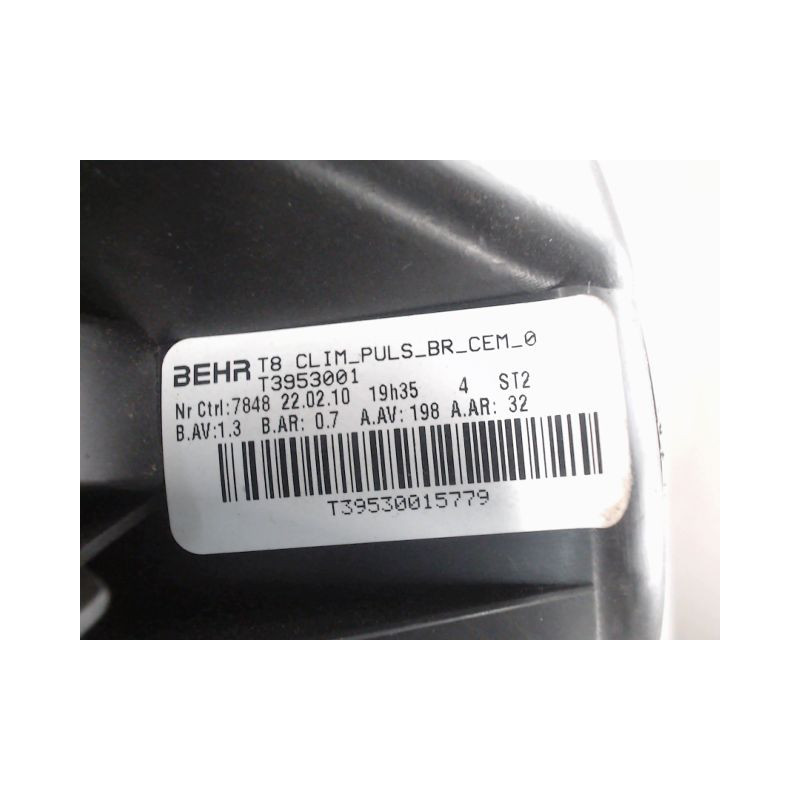 BEHR T8 CLIM_PULS_BR_CEM_0
T3953001
Nr Ctrl:7848 22.02.10 19h35 4 ST2
B.AV:1.3 B.AR: 0.7 A.AV: 198 A.AR: 32
T39530015779